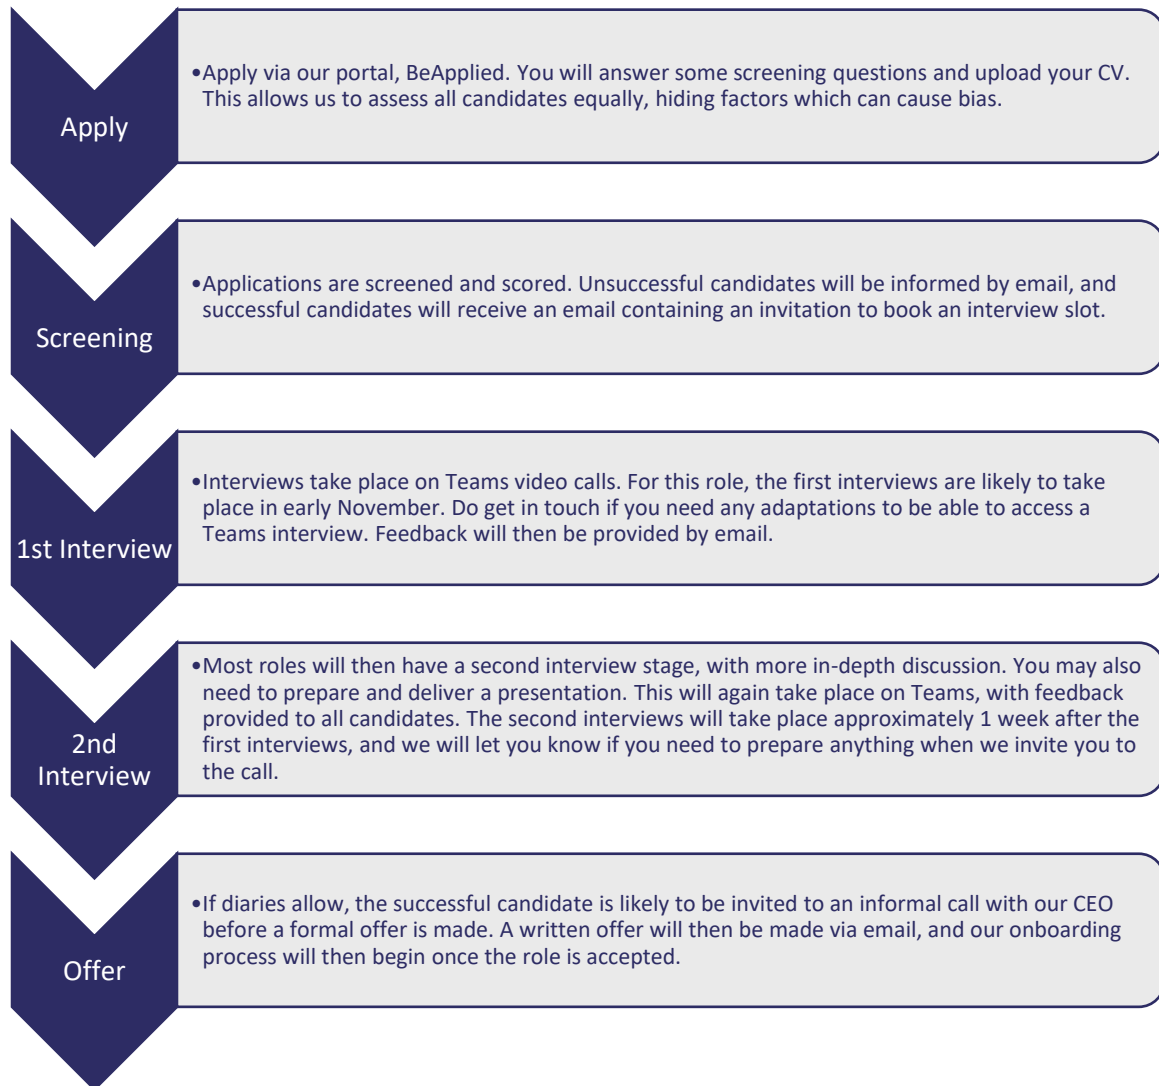 Apply
•Apply via our portal, BeApplied. You will answer some screening questions and upload your CV.
This allows us to assess all candidates equally, hiding factors which can cause bias.
Screening
•Applications are screened and scored. Unsuccessful candidates will be informed by email, and
successful candidates will receive an email containing an invitation to book an interview slot.
1st Interview
•Interviews take place on Teams video calls. For this role, the first interviews are likely to take
place in early November. Do get in touch if you need any adaptations to be able to access a
Teams interview. Feedback will then be provided by email.
2nd
Interview
•Most roles will then have a second interview stage, with more in-depth discussion. You may also
need to prepare and deliver a presentation. This will again take place on Teams, with feedback
provided to all candidates. The second interviews will take place approximately 1 week after the
first interviews, and we will let you know if you need to prepare anything when we invite you to
the call.
Offer
•If diaries allow, the successful candidate is likely to be invited to an informal call with our CEO
before a formal offer is made. A written offer will then be made via email, and our onboarding
process will then begin once the role is accepted.